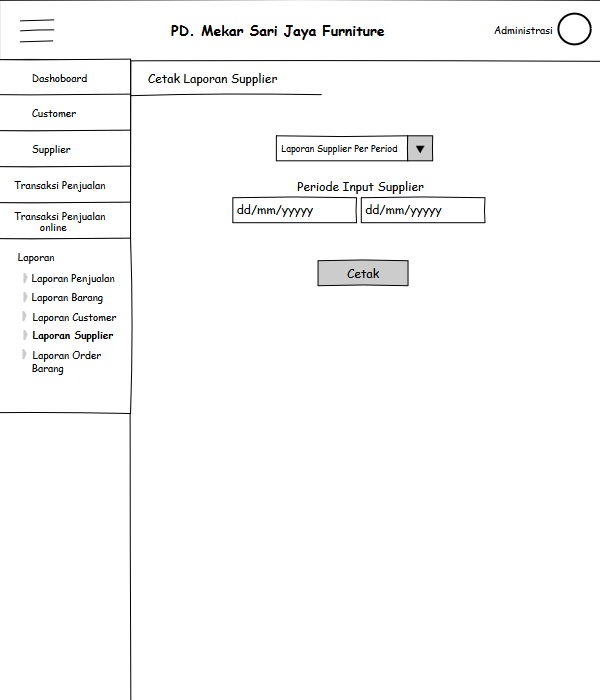 PD. Mekar Sari Jaya Furniture
Administrasi
Dashoboard
Customer
Supplier
Transaksi Penjualan
Transaksi Penjualan
online
Laporan
Laporan Penjualan
Laporan Barang
Laporan Customer
Laporan Supplier
Laporan Order
Barang
Cetak Laporan Supplier
Laporan Supplier Per Period
Periode Input Supplier
dd/mm/yyyyy dd/mm/yyyyy
Cetak